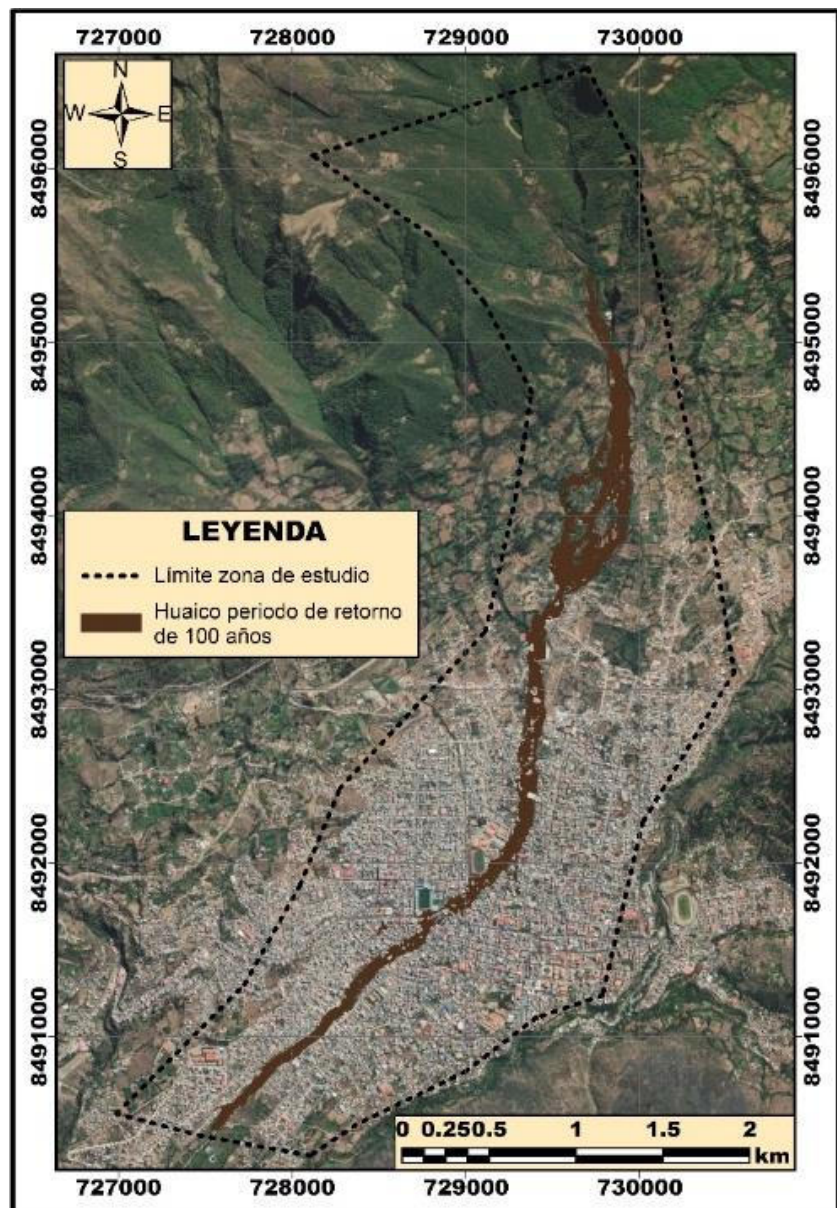 727000 728000 729000 730000
N
W E
S
8496000 8496000
8495000 8495000
8494000 8494000
LEYENDA
Límite zona de estudio
Huaico periodo de retorno
de 100 años
8493000 8493000
8492000 8492000
8491000 8491000
0 0.250.5 1 1.5 2
km
727000 728000 729000 730000